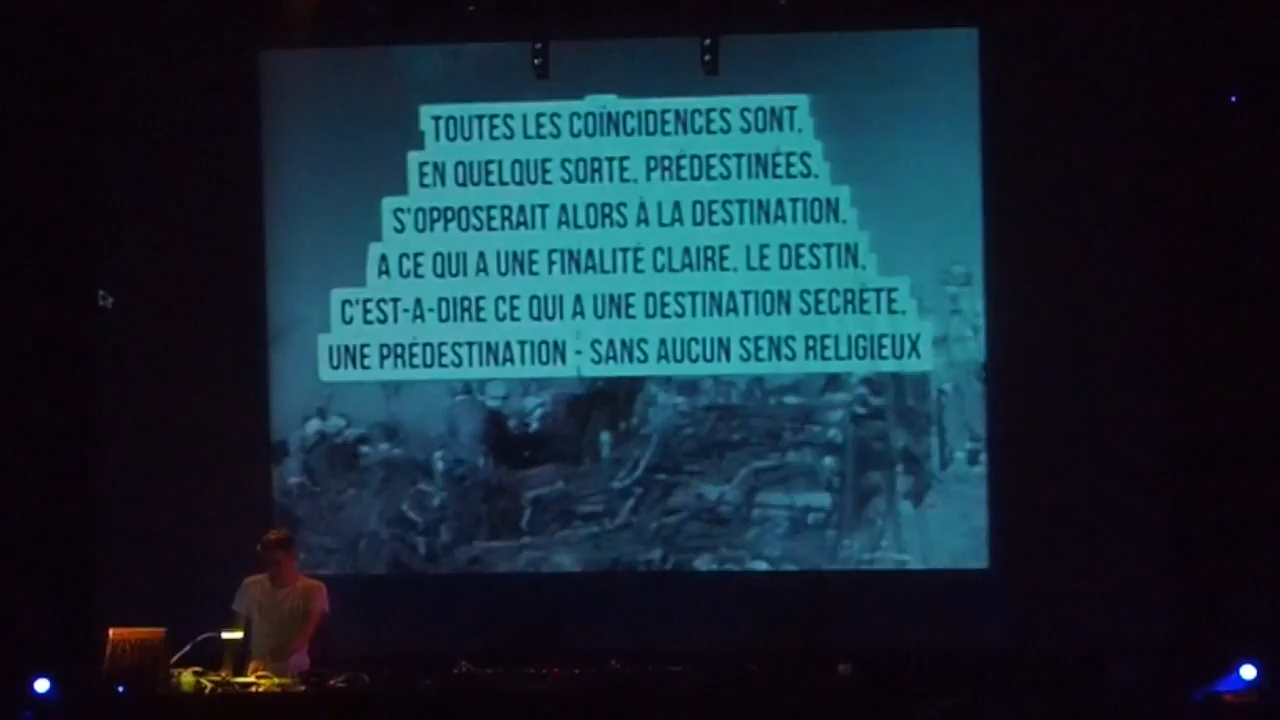 TOUTES LES COÏNCIDENCES SONT,
EN QUELQUE SORTE, PRÉDESTINÉES.
S'OPPOSERAIT ALORS À LA DESTINATION,
A CE QUI A UNE FINALITÉ CLAIRE, LE DESTIN,
C'EST-A-DIRE CE QUI A UNE DESTINATION SECRÈTE,
UNE PRÉDESTINATION - SANS AUCUN SENS RELIGIEUX